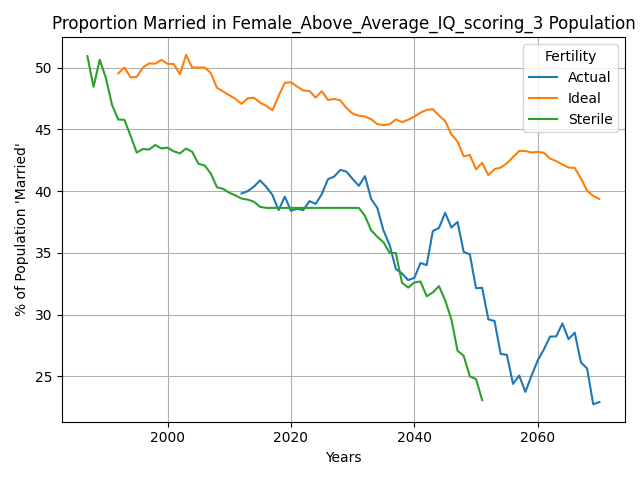 Proportion Married in Female_Above_Average_IQ_scoring_3 Population
% of Population 'Married'
50
45
40
35
30
25
Fertility
Actual
Ideal
Sterile
2000
2020
2040
2060
Years